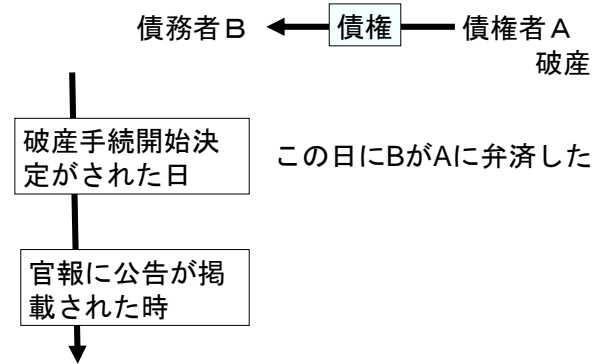 債務者Ｂ
債権
債権者Ａ
破産
破産手続開始決
定がされた日
この日にBがAに弁済した
官報に公告が掲
載された時